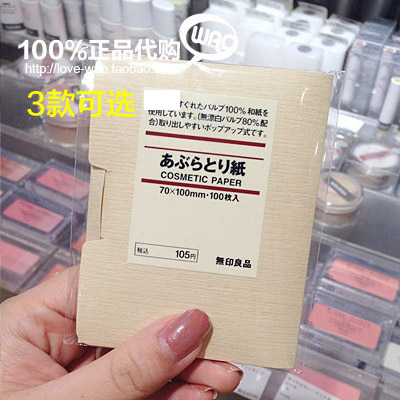 100%正品代购
WAC
http://love-wac.taobao
3款可选
すぐれたパルプ100%和紙を
使用しています。(無漂白パルプ80%配
合)取り出しやすいポップアップ式です。
あぶらとり紙
COSMETIC PAPER
70×100mm・100枚入
税込
105円
無印良品